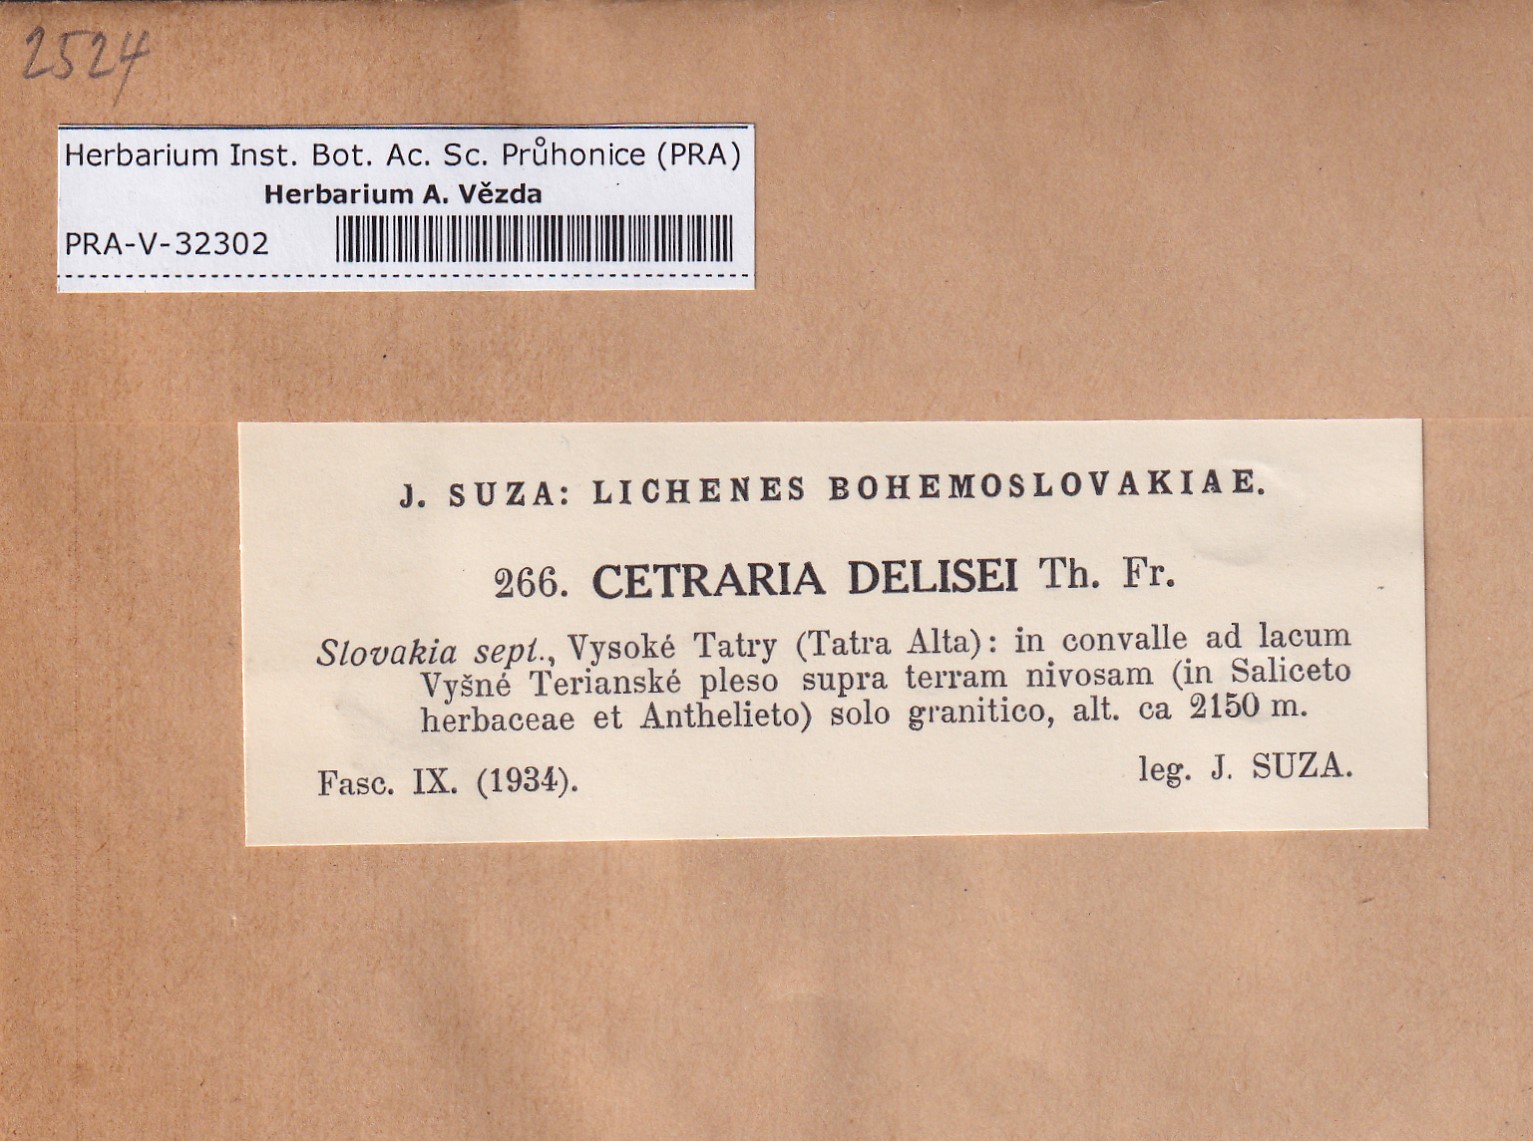 2524
Herbarium Inst. Bot. Ac. Sc. Průhonice (PRA)
Herbarium A. Vězda
PRA-V-32302
J. SUZA: LICHENES BOHEMOSLOVAKIAE.
266. CETRARIA DELISEI Th. Fr.
Slovakia sept., Vysoké Tatry (Tatra Alta): in convalle ad lacum
Vyšné Terianské pleso supra terram nivosam (in Saliceto
herbaceae et Anthelieto) solo granitico, alt. ca 2150 m.
Fasc. IX. (1934). leg. J. SUZA.